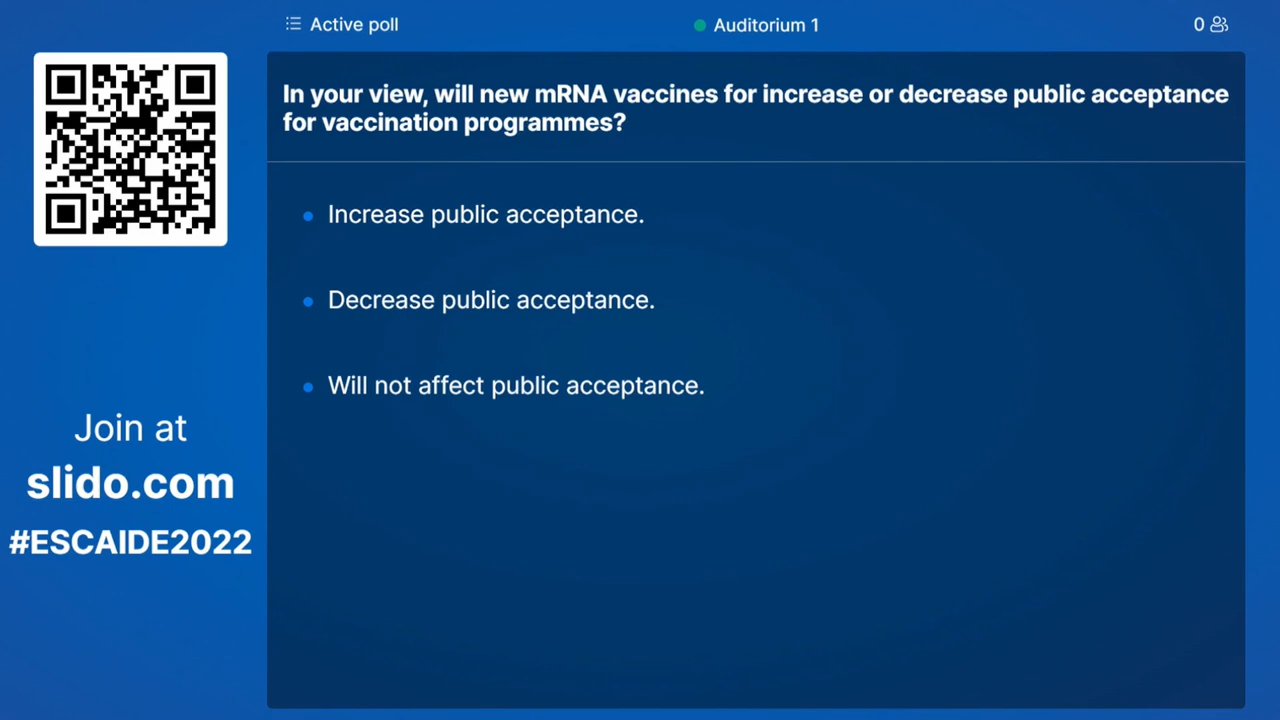 Active poll
Auditorium 1
0
In your view, will new mRNA vaccines for increase or decrease public acceptance
for vaccination programmes?
Increase public acceptance.
Decrease public acceptance.
Will not affect public acceptance.
Join at
slido.com
#ESCAIDE2022